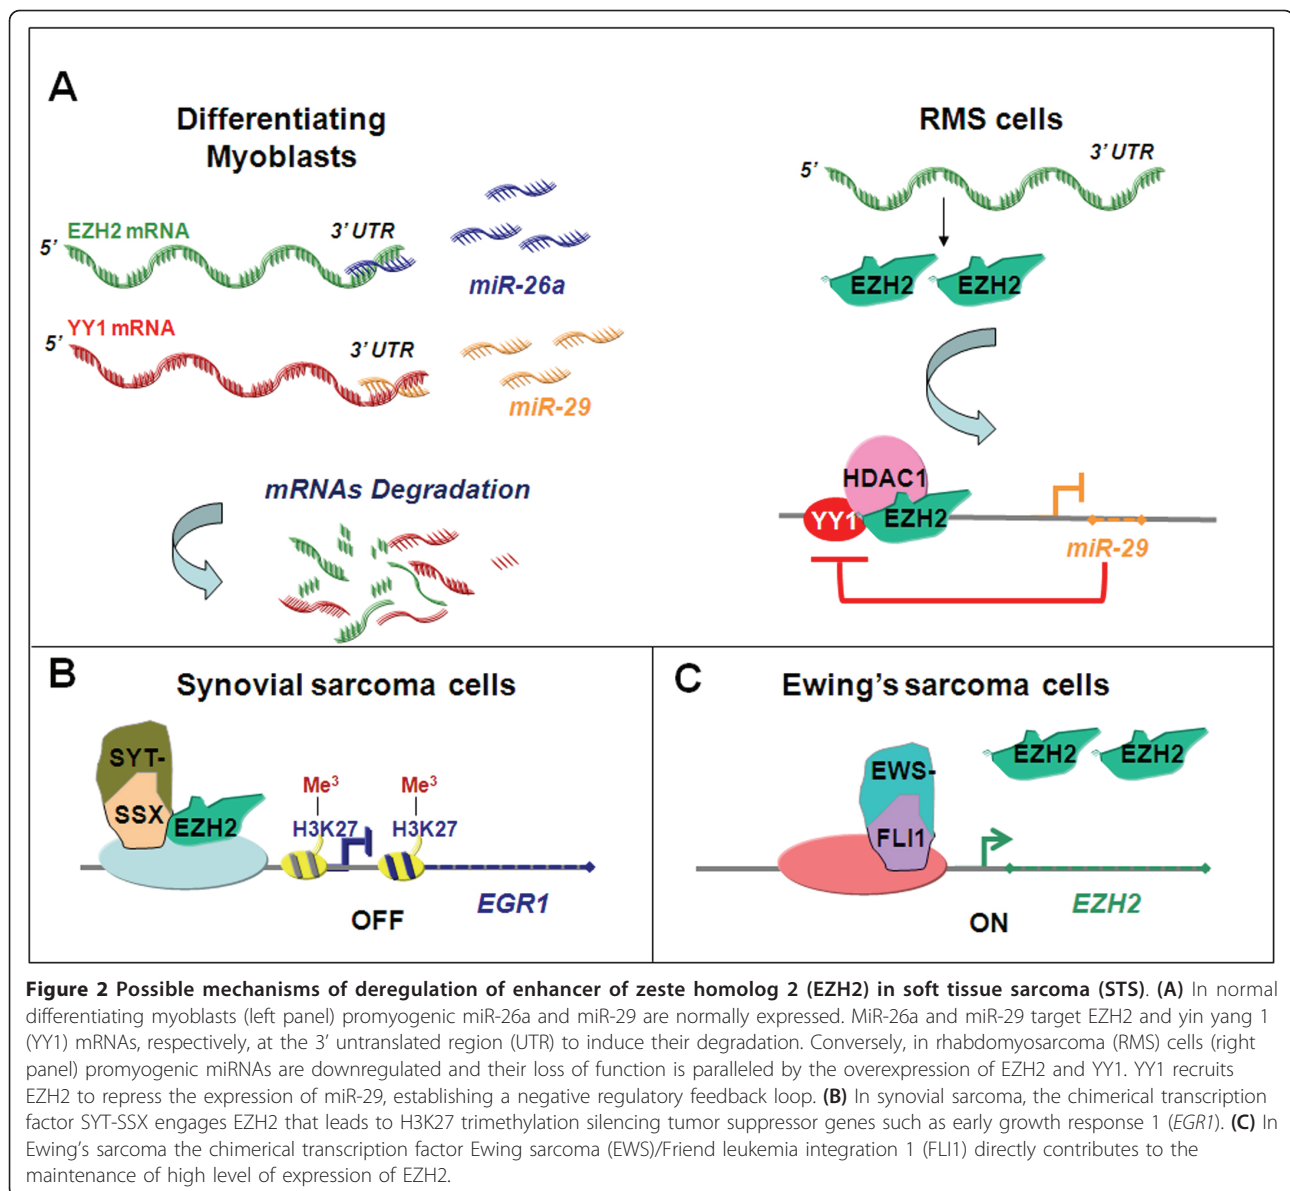 A
Differentiating
Myoblasts
5'
EZH2 mRNA
3' UTR
miR-26a
5'
YY1 mRNA
3' UTR
miR-29
mRNAs Degradation
RMS cells
5'
3' UTR
EZH2
EZH2
HDAC1
YY1
EZH2
miR-29
B
Synovial sarcoma cells
SYT-
SSX
EZH2
Me³
Me³
H3K27
H3K27
EGR1
OFF
C
Ewing's sarcoma cells
EWS-
FLI1
EZH2
EZH2
EZH2
ON
Figure 2 Possible mechanisms of deregulation of enhancer of zeste homolog 2 (EZH2) in soft tissue sarcoma (STS). (A) In normal
differentiating myoblasts (left panel) promyogenic miR-26a and miR-29 are normally expressed. MiR-26a and miR-29 target EZH2 and yin yang 1
(YY1) mRNAs, respectively, at the 3' untranslated region (UTR) to induce their degradation. Conversely, in rhabdomyosarcoma (RMS) cells (right
panel) promyogenic miRNAs are downregulated and their loss of function is paralleled by the overexpression of EZH2 and YY1. YY1 recruits
EZH2 to repress the expression of miR-29, establishing a negative regulatory feedback loop. (B) In synovial sarcoma, the chimerical transcription
factor SYT-SSX engages EZH2 that leads to H3K27 trimethylation silencing tumor suppressor genes such as early growth response 1 (EGR1). (C) In
Ewing's sarcoma the chimerical transcription factor Ewing sarcoma (EWS)/Friend leukemia integration 1 (FLI1) directly contributes to the
maintenance of high level of expression of EZH2.